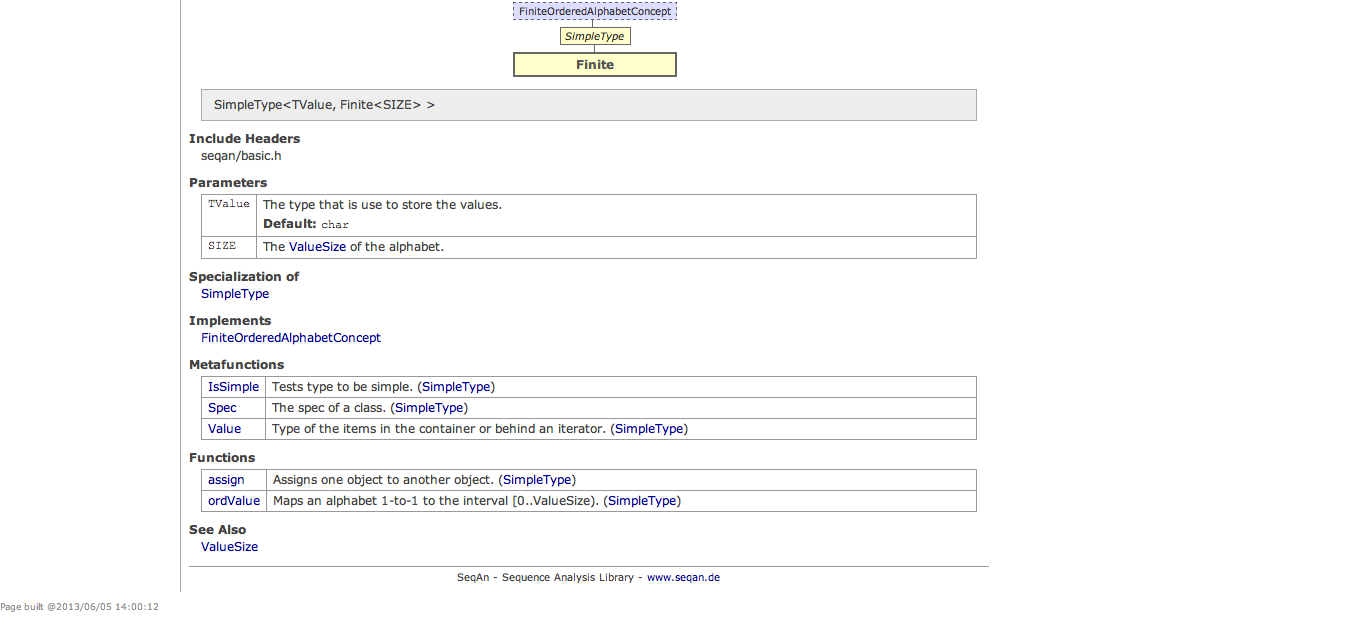 FiniteOrderedAlphabetConcept
SimpleType
Finite
SimpleType<TValue, Finite<SIZE> >
Include Headers
seqan/basic.h
Parameters
TValue The type that is use to store the values.
Default: char
SIZE The ValueSize of the alphabet.
Specialization of
SimpleType
Implements
FiniteOrderedAlphabetConcept
Metafunctions
IsSimple Tests type to be simple. (SimpleType)
Spec The spec of a class. (SimpleType)
Value Type of the items in the container or behind an iterator. (SimpleType)
Functions
assign Assigns one object to another object. (SimpleType)
ordValue Maps an alphabet 1-to-1 to the interval [0..ValueSize). (SimpleType)
See Also
ValueSize
SeqAn - Sequence Analysis Library - www.seqan.de
Page built @2013/06/05 14:00:12